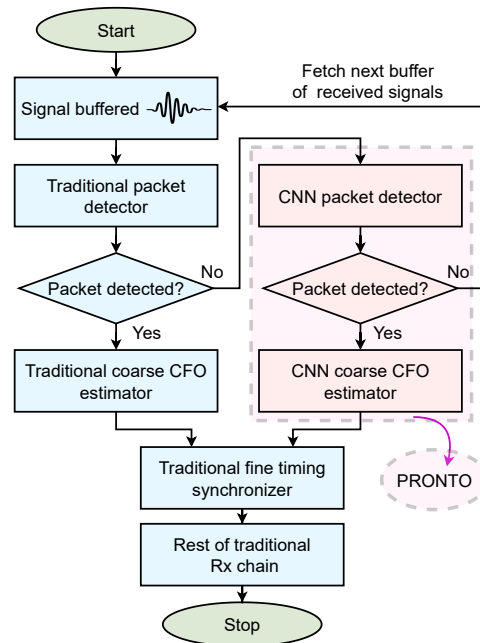 Start
Fetch next buffer
of received signals
Signal buffered
Traditional packet
detector
CNN packet detector
Packet detected?
No
Packet detected?
No
Yes
Yes
Traditional coarse CFO
estimator
CNN coarse CFO
estimator
Traditional fine timing
synchronizer
PRONTO
Rest of traditional
Rx chain
Stop